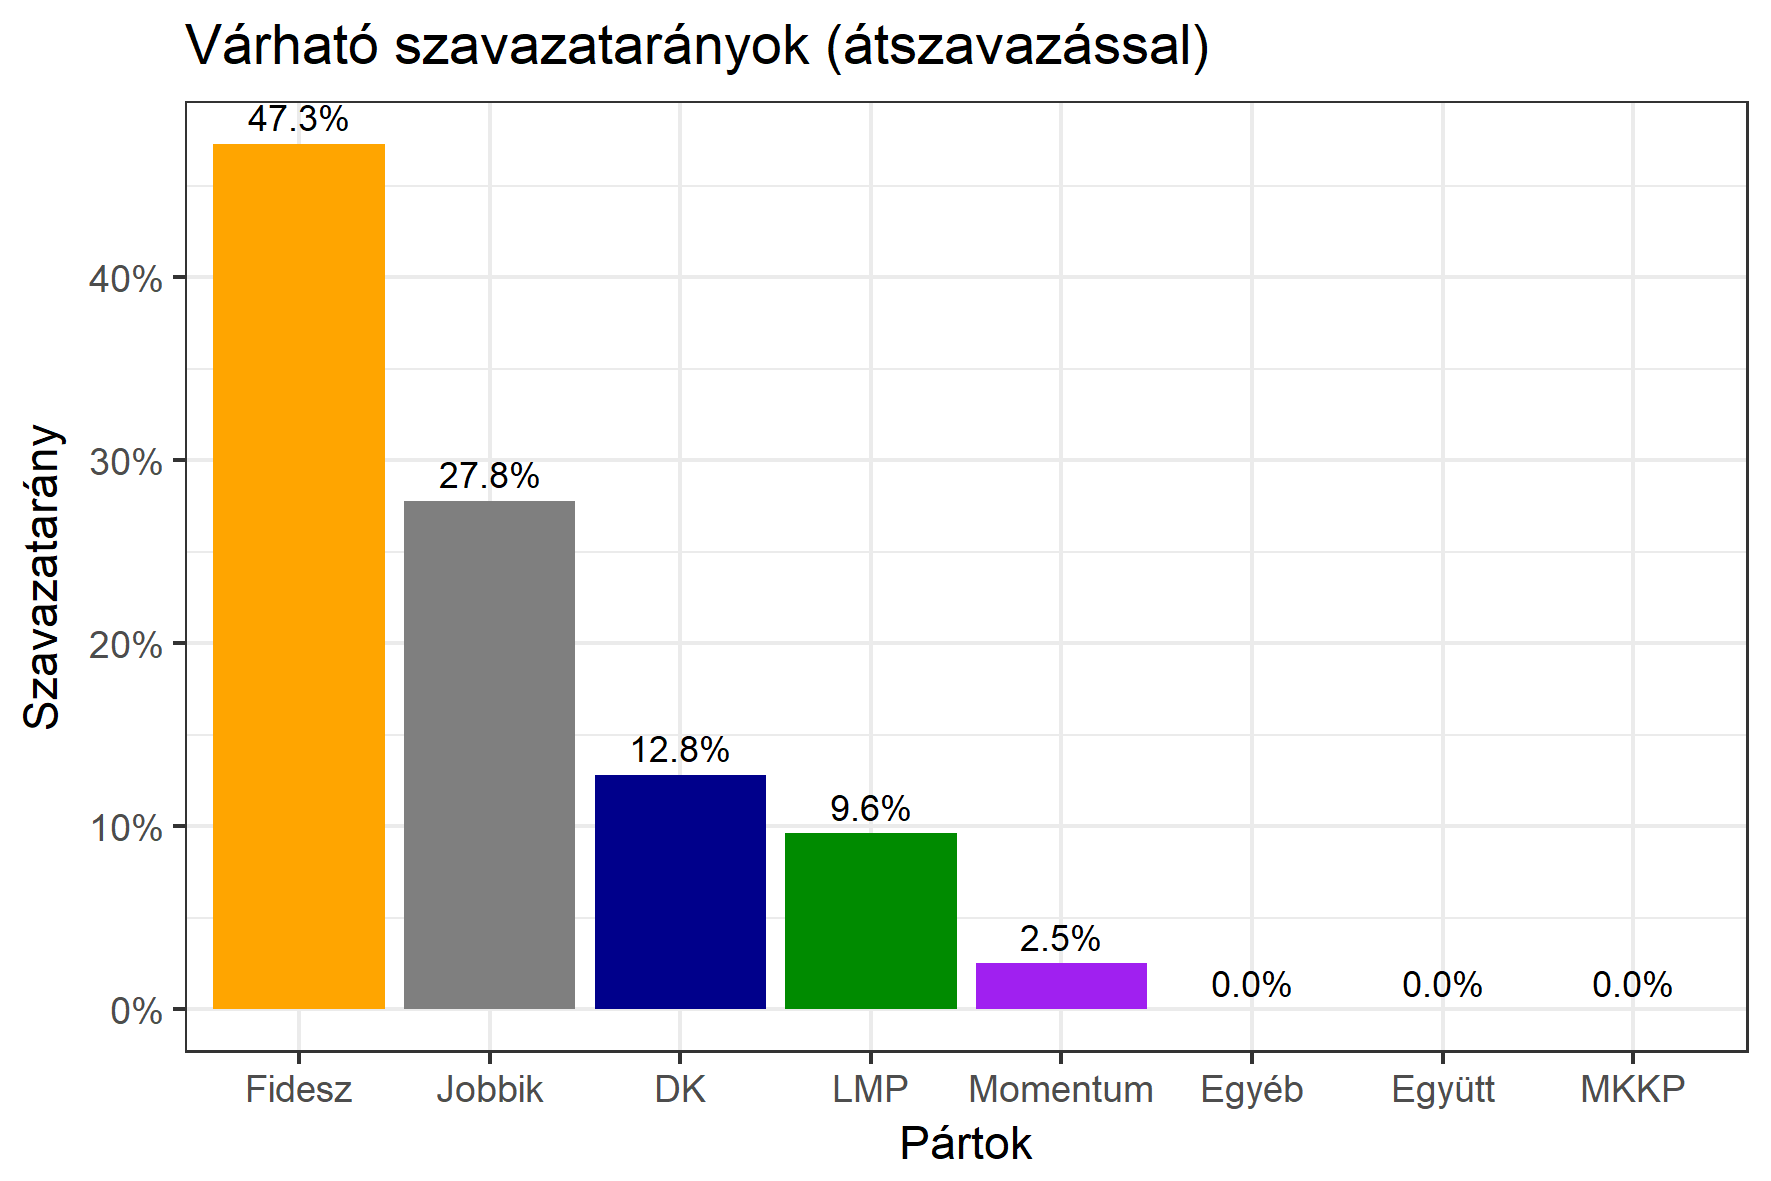 Várható szavazatarányok (átszavazással)
47.3%
27.8%
12.8%
9.6%
2.5%
0.0%
0.0%
0.0%
40%
30%
20%
10%
0%
Szavazatarány
Fidesz
Jobbik
DK
LMP
Momentum
Egyéb
Együtt
MKKP
Pártok